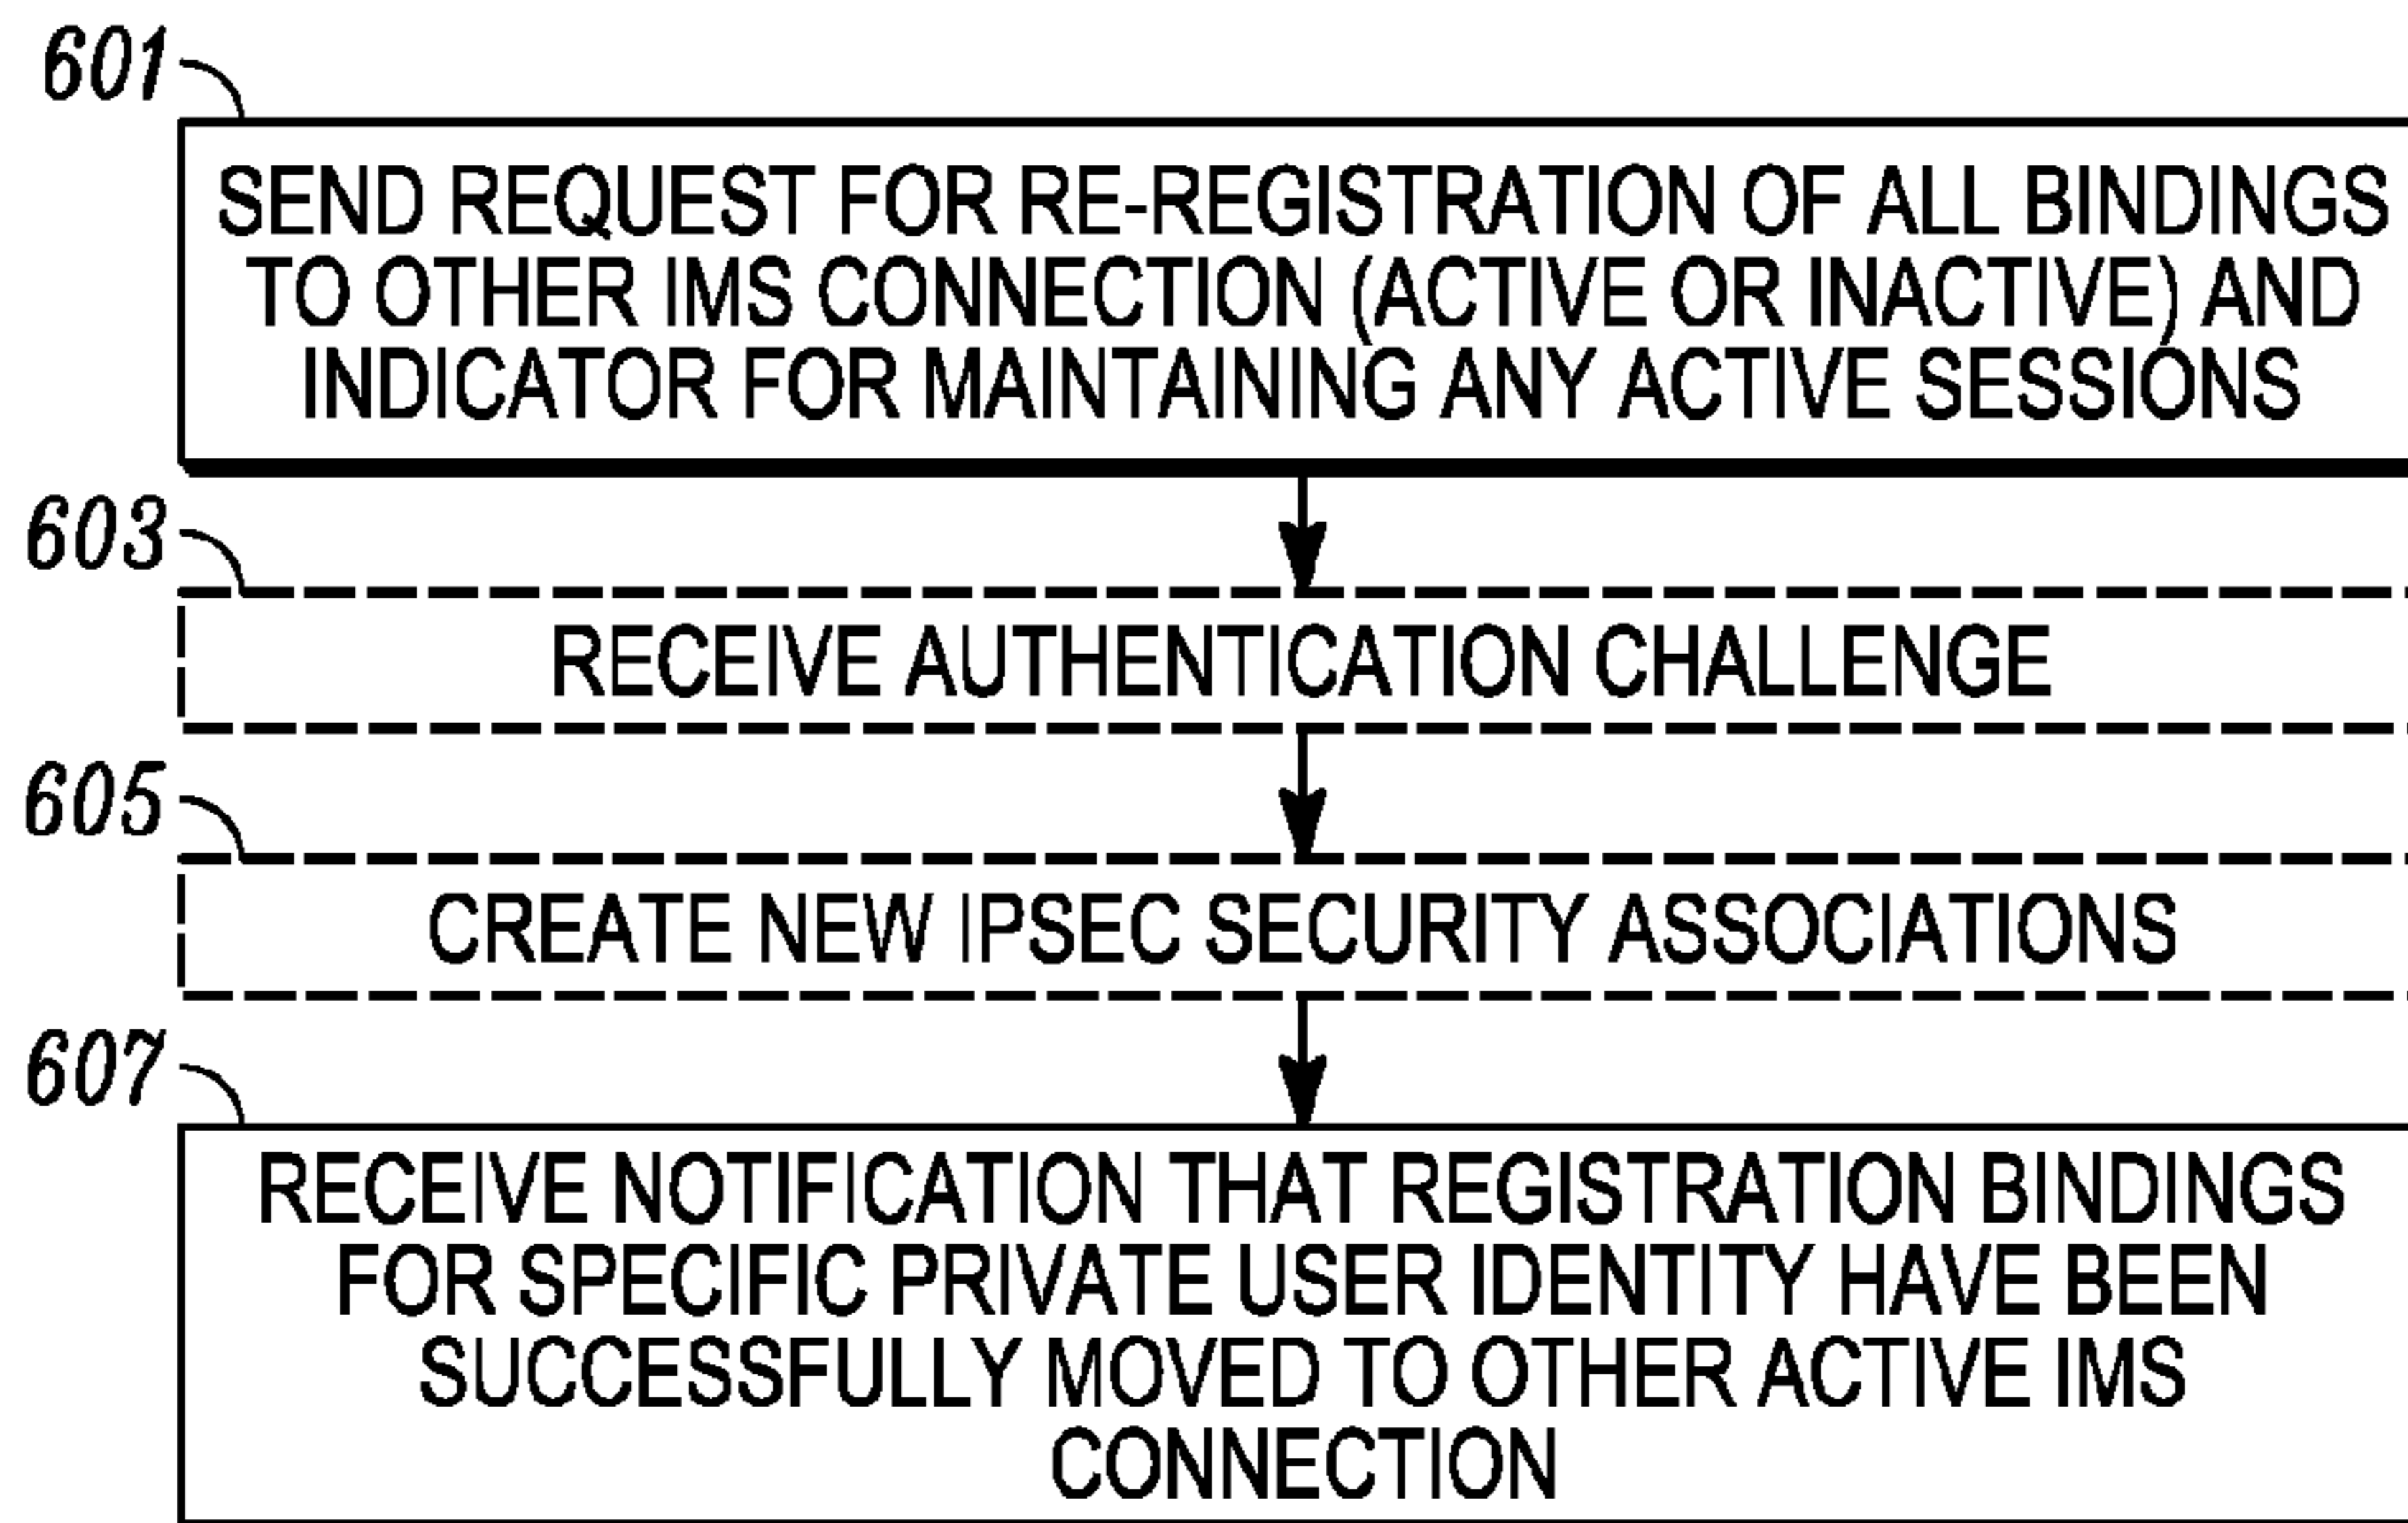 601
SEND REQUEST FOR RE-REGISTRATION OF ALL BINDINGS
TO OTHER IMS CONNECTION (ACTIVE OR INACTIVE) AND
INDICATOR FOR MAINTAINING ANY ACTIVE SESSIONS
603
RECEIVE AUTHENTICATION CHALLENGE
605
CREATE NEW IPSEC SECURITY ASSOCIATIONS
607
RECEIVE NOTIFICATION THAT REGISTRATION BINDINGS
FOR SPECIFIC PRIVATE USER IDENTITY HAVE BEEN
SUCCESSFULLY MOVED TO OTHER ACTIVE IMS
CONNECTION